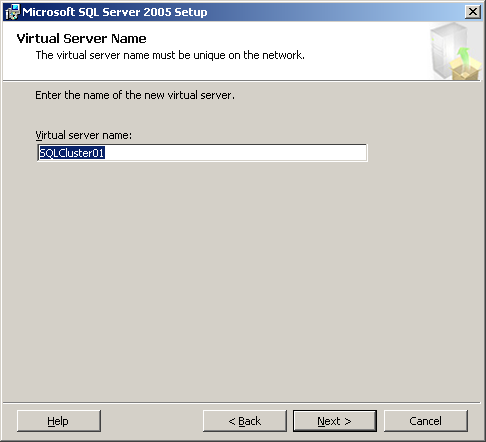 Microsoft SQL Server 2005 Setup
Virtual Server Name
The virtual server name must be unique on the network.
Enter the name of the new virtual server.
Virtual server name:
SQLCluster01
Help
< Back
Next >
Cancel